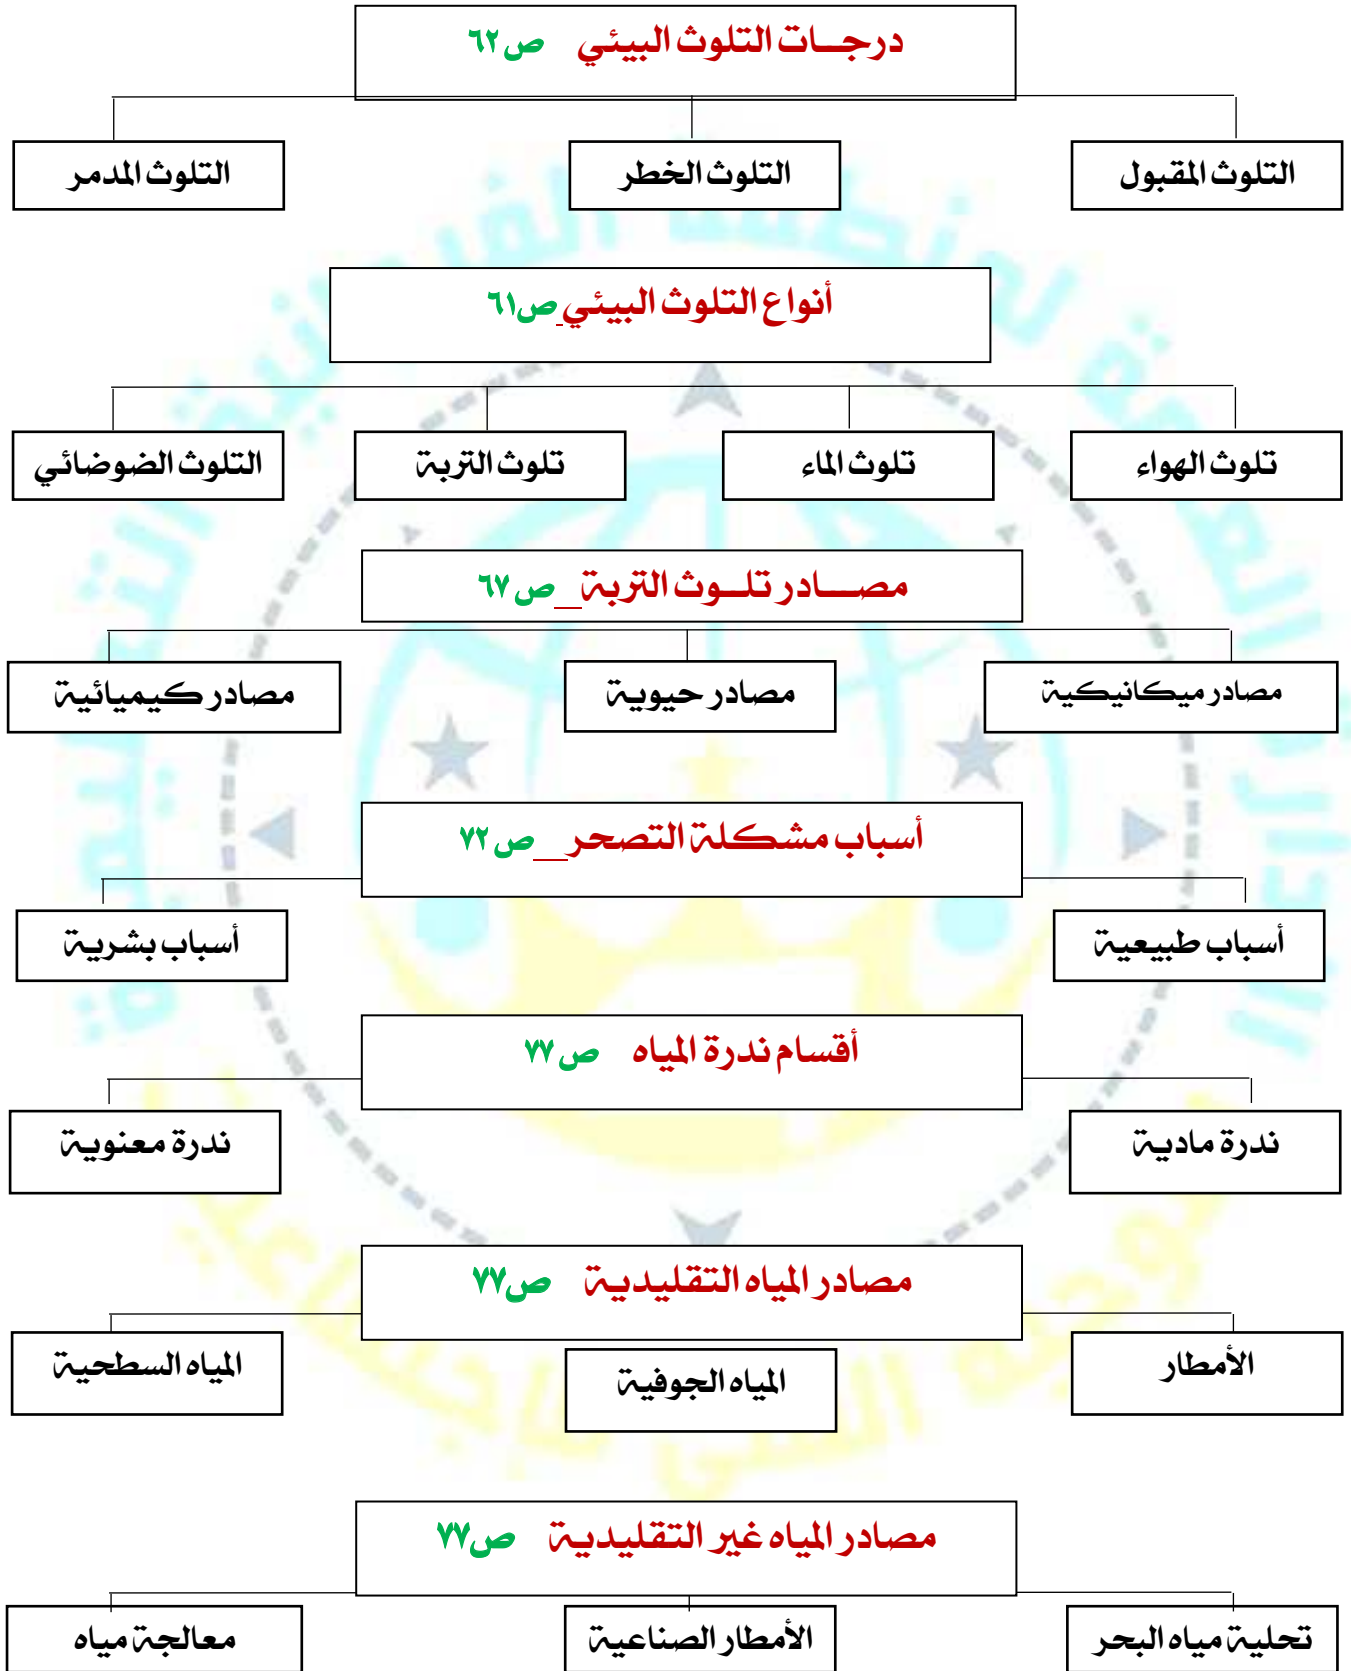 درجــات التلوث البيئي ص٦٢
التلوث المقبول
التلوث الخطر
التلوث المدمر
أنواع التلوث البيئي ص٦١
تلوث الهواء
تلوث الماء
تلوث التربة
التلوث الضوضائي
مصــــادر تلــوث التربة ص٦٧
مصادر ميكانيكية
مصادر حيوية
مصادر كيميائية
أسباب مشكلة التصحر ص٧٢
أسباب طبيعية
أسباب بشرية
أقسام ندرة المياه ص٧٧
ندرة مادية
ندرة معنوية
مصادر المياه التقليدية ص٧٧
الأمطار
المياه الجوفية
المياه السطحية
مصادر المياه غير التقليدية ص٧٧
تحلية مياه البحر
الأمطار الصناعية
معالجة مياه